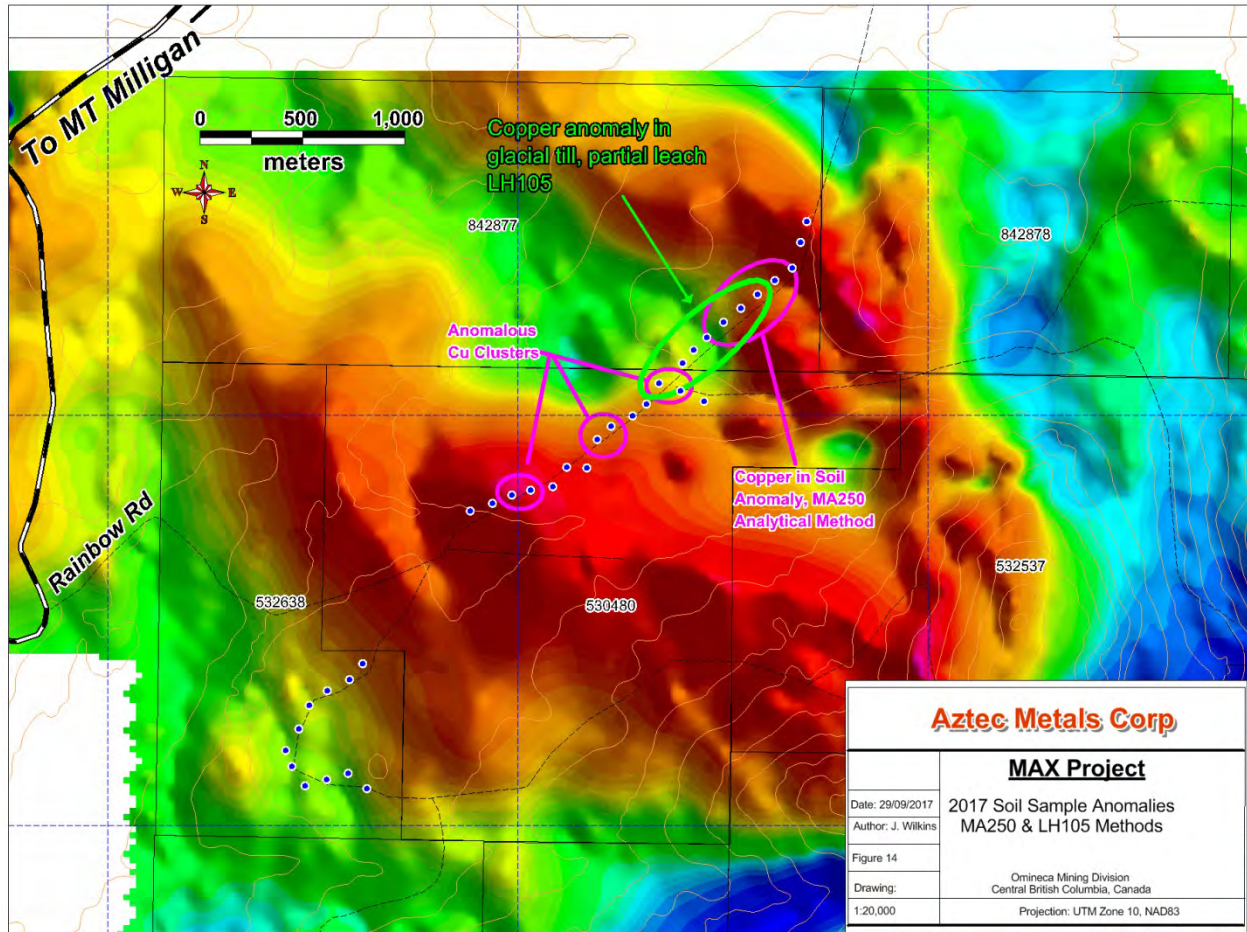 To MT Milligan
0 500 1,000
meters
N
W E
S
Copper anomaly in
glacial till, partial leach
LH105
842877
842878
Anomalous
Cu Clusters
Copper in Soil
Anomaly, MA250
Analytical Method
Rainbow Rd
532638
530480
532537
Aztec Metals Corp
MAX Project
Date: 29/09/2017
2017 Soil Sample Anomalies
Author: J. Wilkins
MA250 & LH105 Methods
Figure 14
Omineca Mining Division
Drawing:
Central British Columbia, Canada
1:20,000
Projection: UTM Zone 10, NAD83